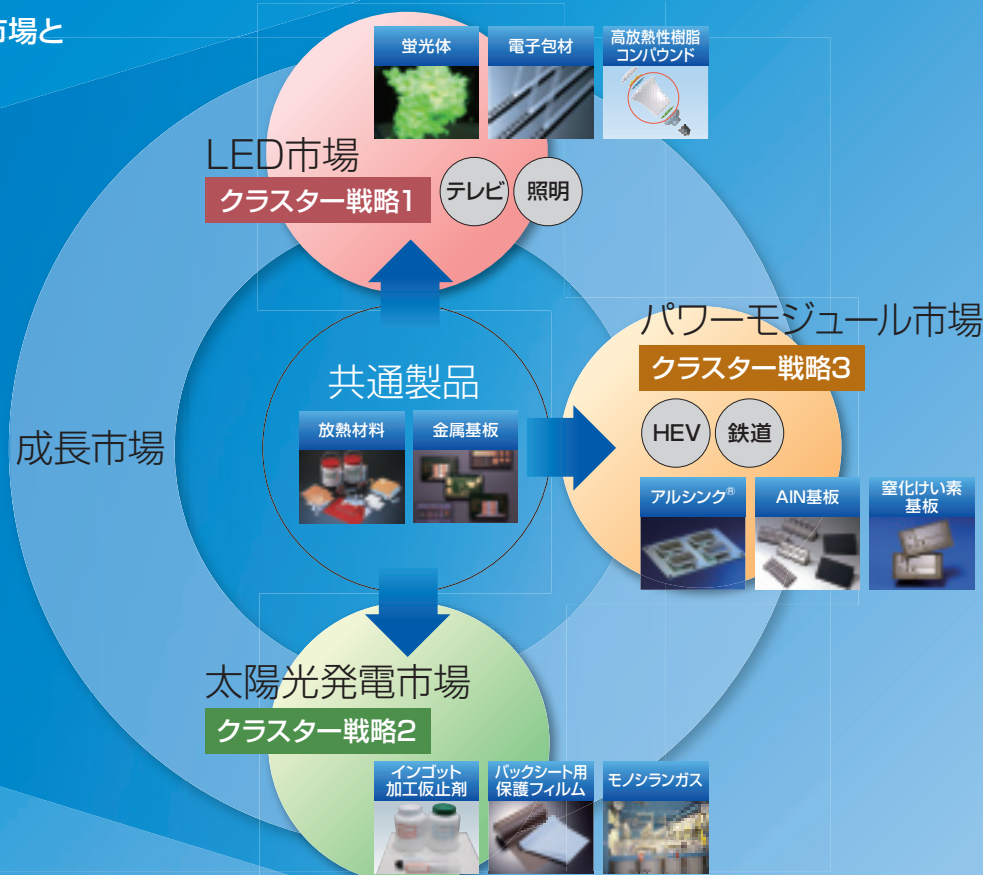 市場と
蛍光体
電子包材
高放熱性樹脂
コンパウンド
LED市場
クラスター戦略1
テレビ
照明
パワーモジュール市場
クラスター戦略3
HEV
鉄道
アルシンク®
AlN基板
窒化けい素
基板
共通製品
放熱材料
金属基板
成長市場
太陽光発電市場
クラスター戦略2
インゴット
加工仮止剤
バックシート用
保護フィルム
モノシランガス